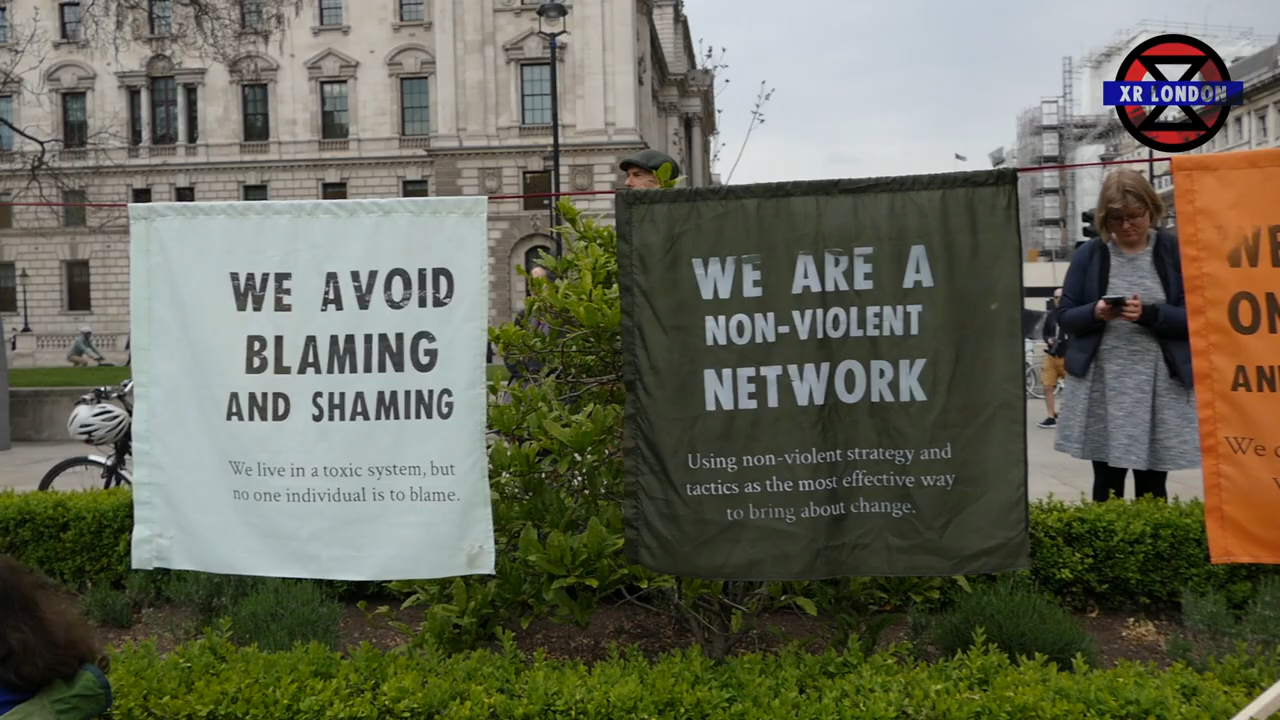 XR LONDON
WE AVOID
BLAMING
AND SHAMING
We live in a toxic system, but
no one individual is to blame.
WE ARE A
NON-VIOLENT
NETWORK
Using non-violent strategy and
tactics as the most effective way
to bring about change.
WE
We